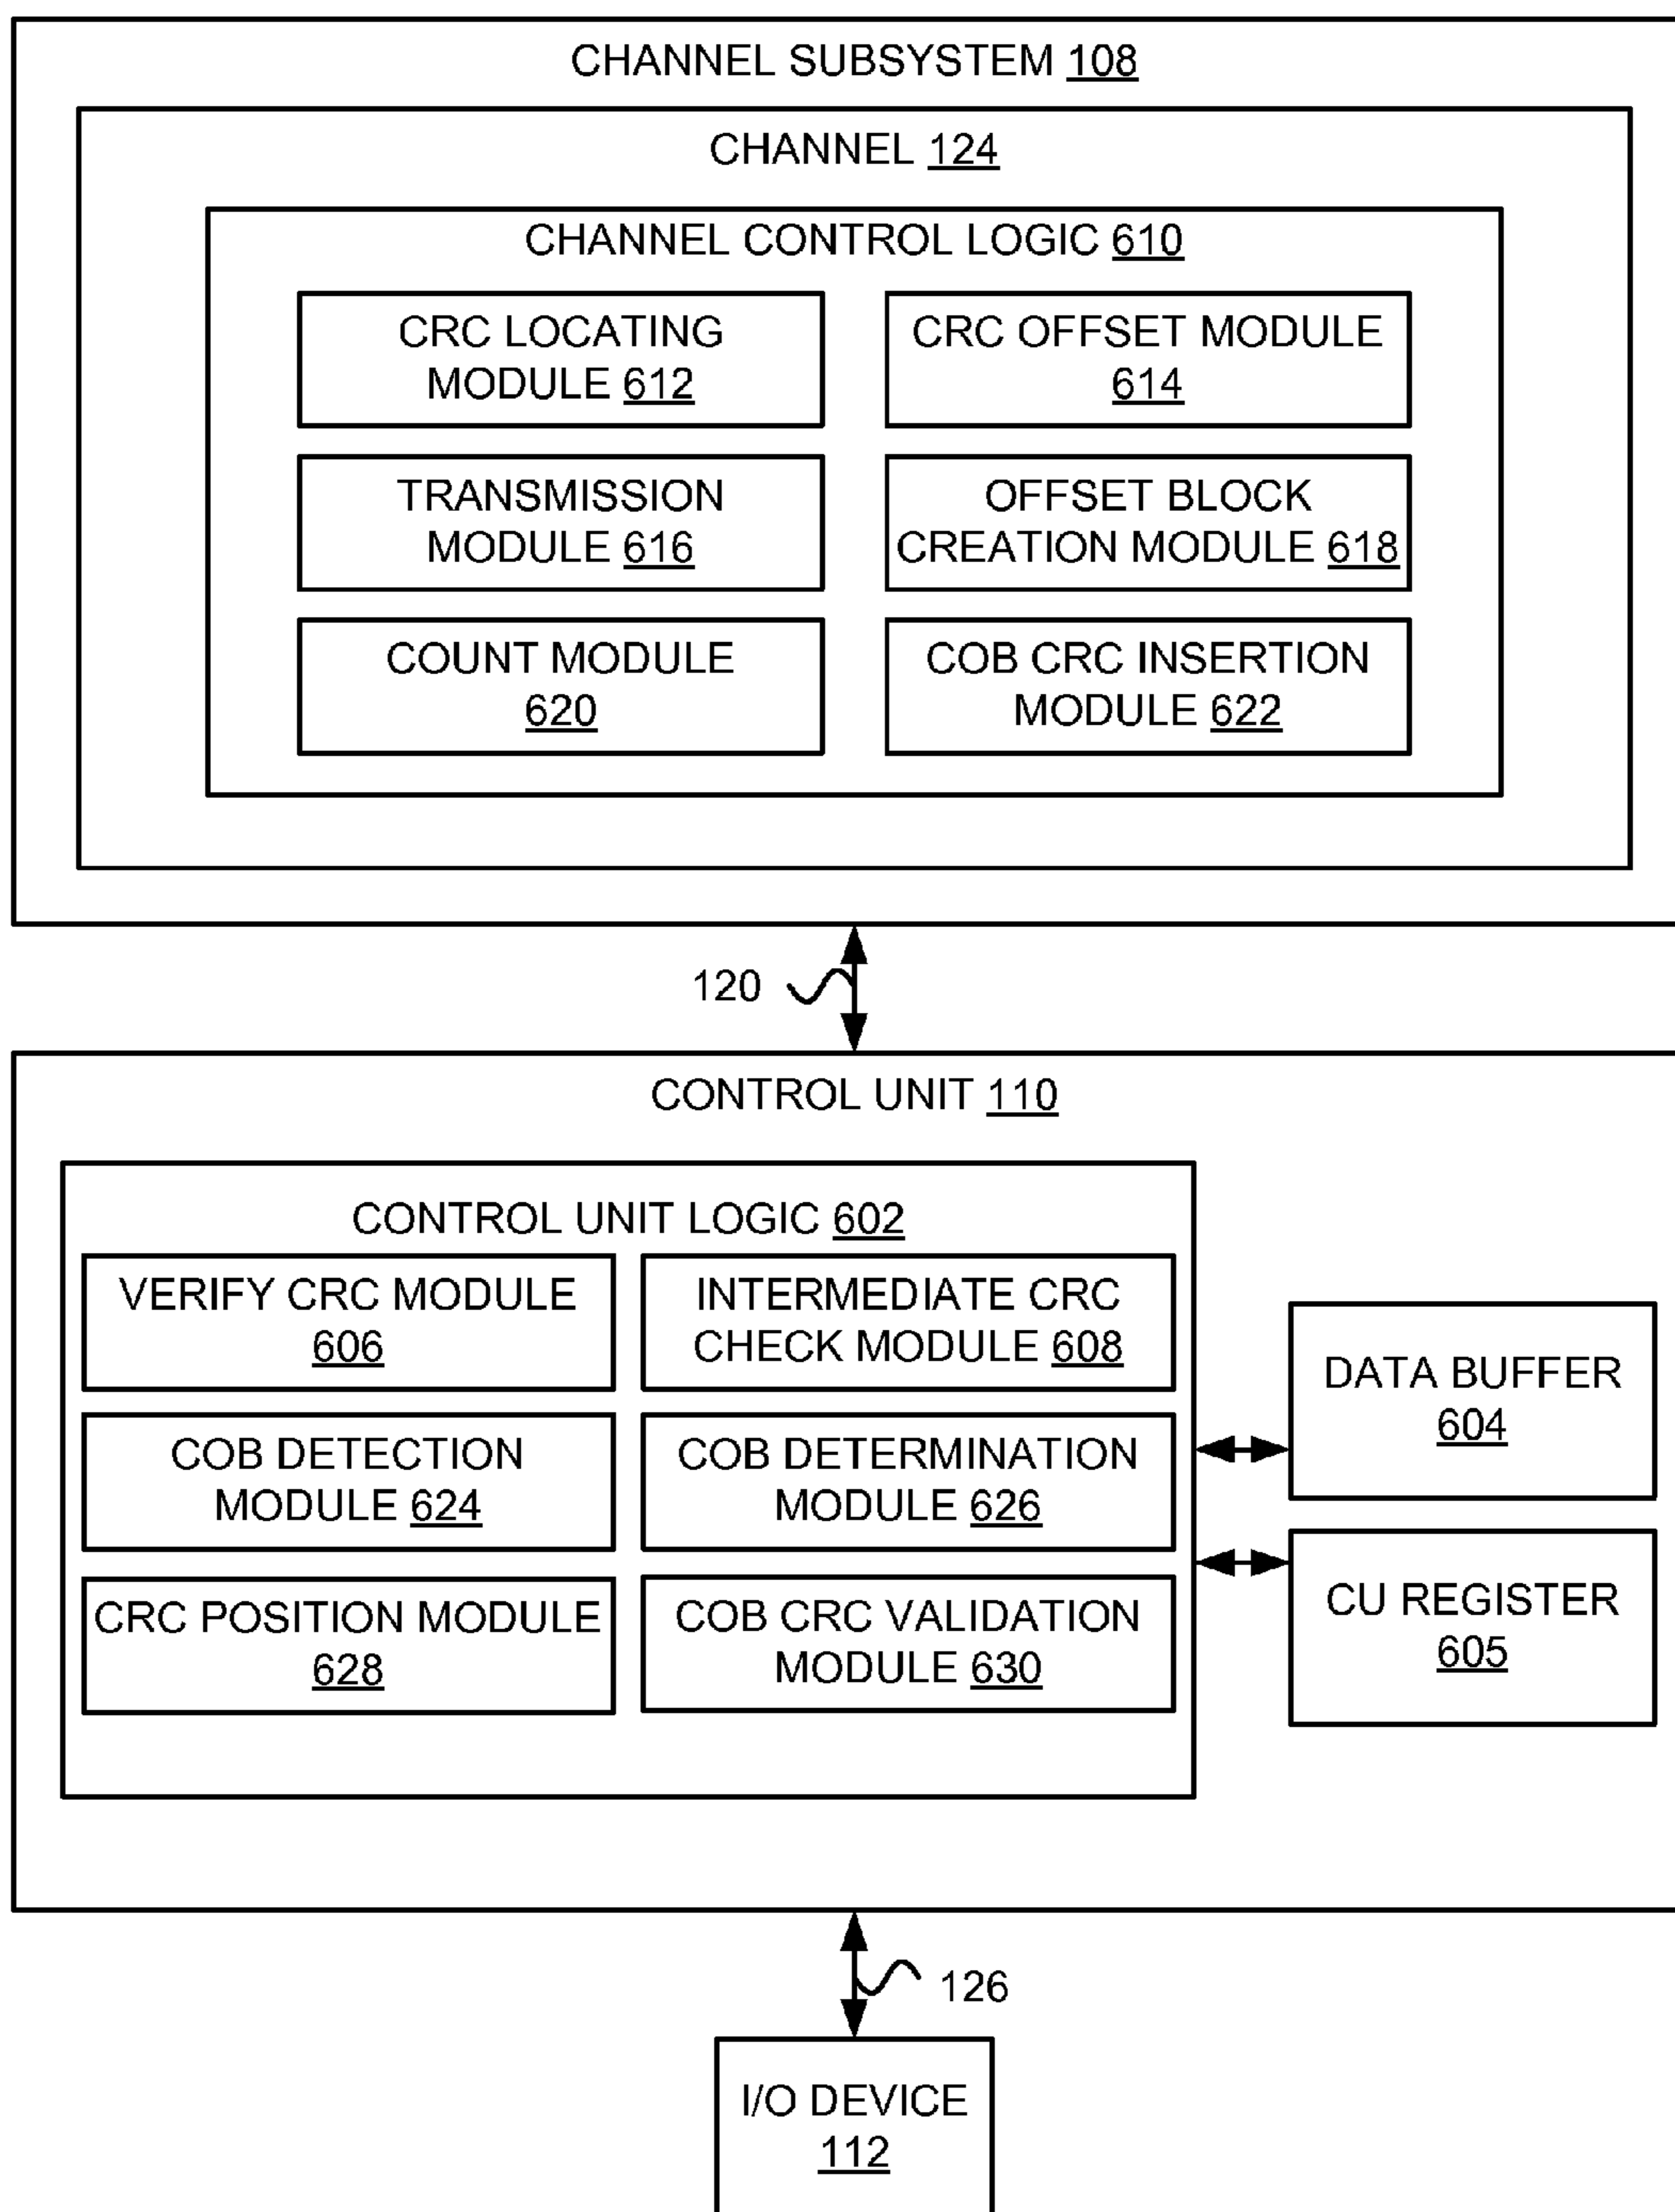 CHANNEL SUBSYSTEM 108
CHANNEL 124
CHANNEL CONTROL LOGIC 610
CRC LOCATING
MODULE 612
CRC OFFSET MODULE
614
TRANSMISSION
MODULE 616
OFFSET BLOCK
CREATION MODULE 618
COUNT MODULE
620
COB CRC INSERTION
MODULE 622
120
CONTROL UNIT 110
CONTROL UNIT LOGIC 602
VERIFY CRC MODULE
606
INTERMEDIATE CRC
CHECK MODULE 608
COB DETECTION
MODULE 624
COB DETERMINATION
MODULE 626
CRC POSITION MODULE
628
COB CRC VALIDATION
MODULE 630
DATA BUFFER
604
CU REGISTER
605
126
I/O DEVICE
112